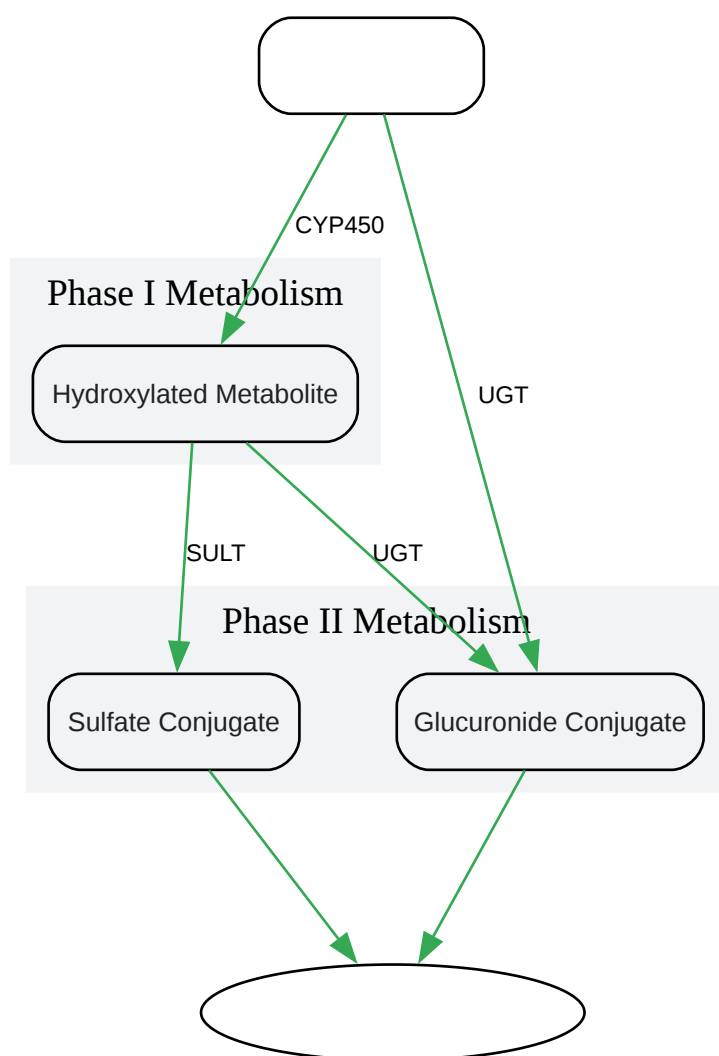 CYP450
Phase I Metabolism
Hydroxylated Metabolite
UGT
SULT
UGT
Phase II Metabolism
Sulfate Conjugate
Glucuronide Conjugate